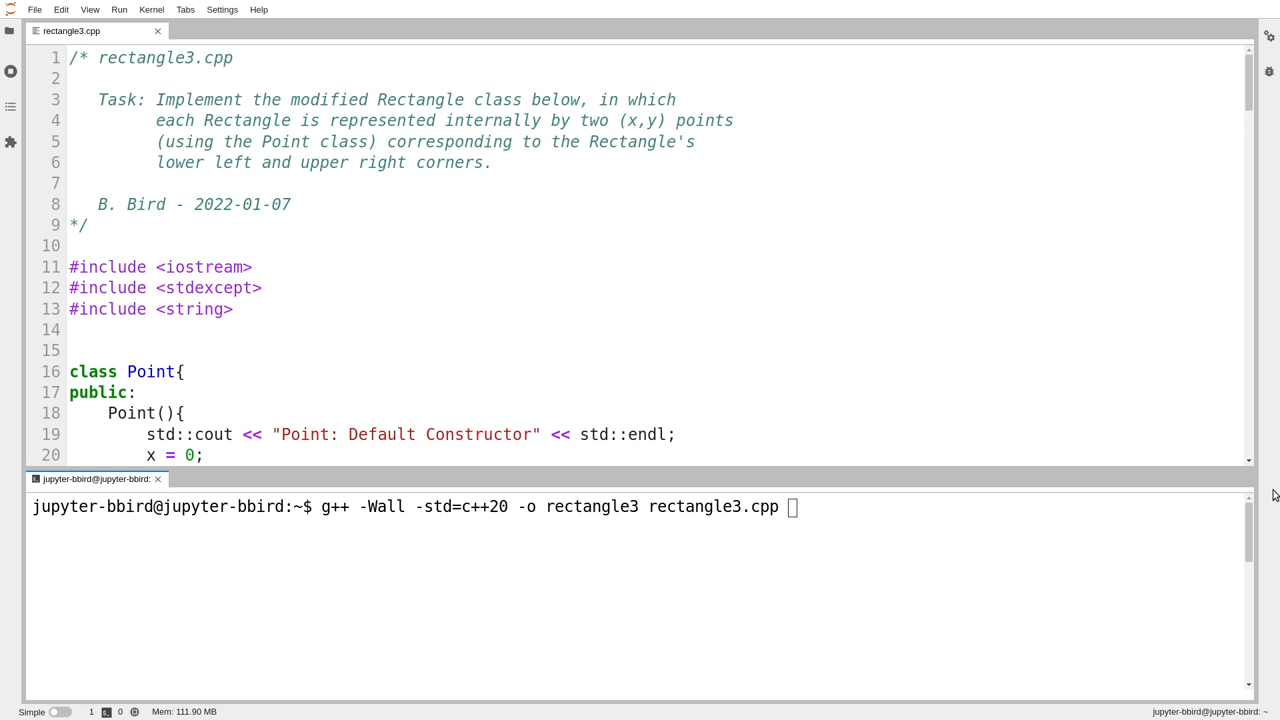 File Edit View Run Kernel Tabs Settings Help
rectangle3.cpp
1 /* rectangle3.cpp
2
3 Task: Implement the modified Rectangle class below, in which
4 each Rectangle is represented internally by two (x,y) points
5 (using the Point class) corresponding to the Rectangle's
6 lower left and upper right corners.
7
8 B. Bird - 2022-01-07
9 */
10
11 #include <iostream>
12 #include <stdexcept>
13 #include <string>
14
15
16 class Point{
17 public:
18 Point(){
19 std::cout << "Point: Default Constructor" << std::endl;
20 x = 0;
jupyter-bbird@jupyter-bbird:
jupyter-bbird@jupyter-bbird:~$ g++ -Wall -std=c++20 -o rectangle3 rectangle3.cpp
Simple 1 0 Mem: 111.90 MB jupyter-bbird@jupyter-bbird: ~